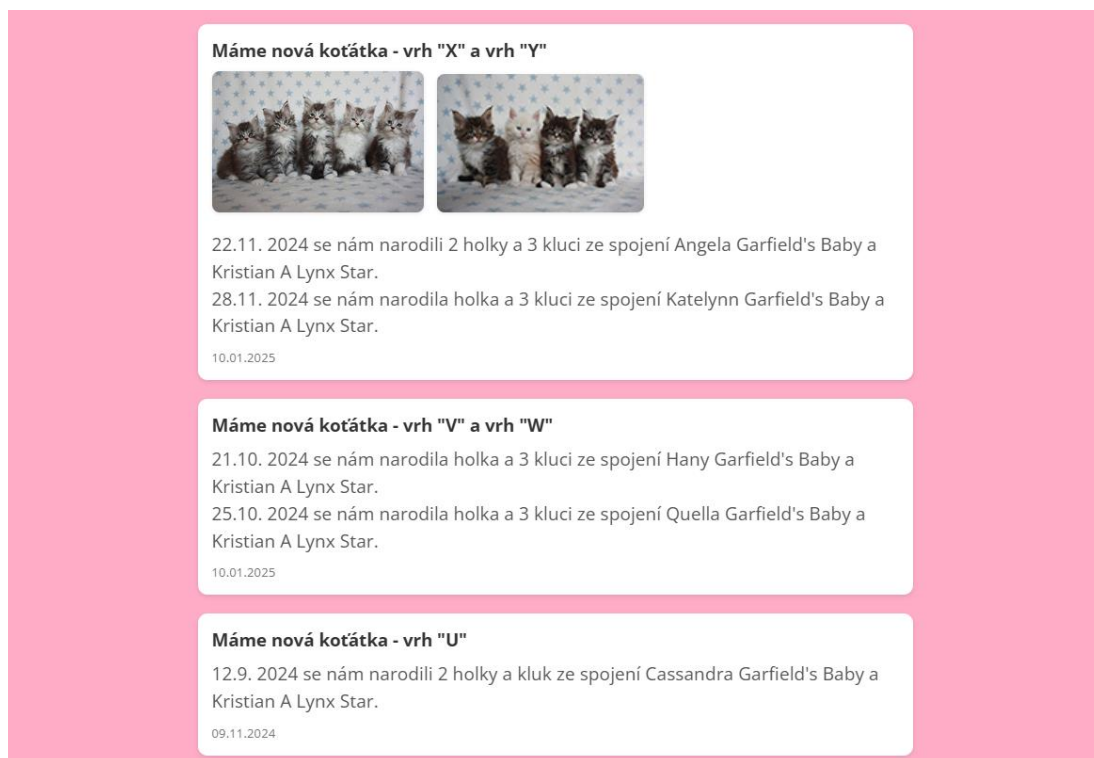 Máme nová koťátka - vrh "X" a vrh "Y"
22.11. 2024 se nám narodili 2 holky a 3 kluci ze spojení Angela Garfield's Baby a
Kristian A Lynx Star.
28.11. 2024 se nám narodila holka a 3 kluci ze spojení Katelynn Garfield's Baby a
Kristian A Lynx Star.
10.01.2025
Máme nová koťátka - vrh "V" a vrh "W"
21.10. 2024 se nám narodila holka a 3 kluci ze spojení Hany Garfield's Baby a
Kristian A Lynx Star.
25.10. 2024 se nám narodila holka a 3 kluci ze spojení Quella Garfield's Baby a
Kristian A Lynx Star.
10.01.2025
Máme nová koťátka - vrh "U"
12.9. 2024 se nám narodili 2 holky a kluk ze spojení Cassandra Garfield's Baby a
Kristian A Lynx Star.
09.11.2024